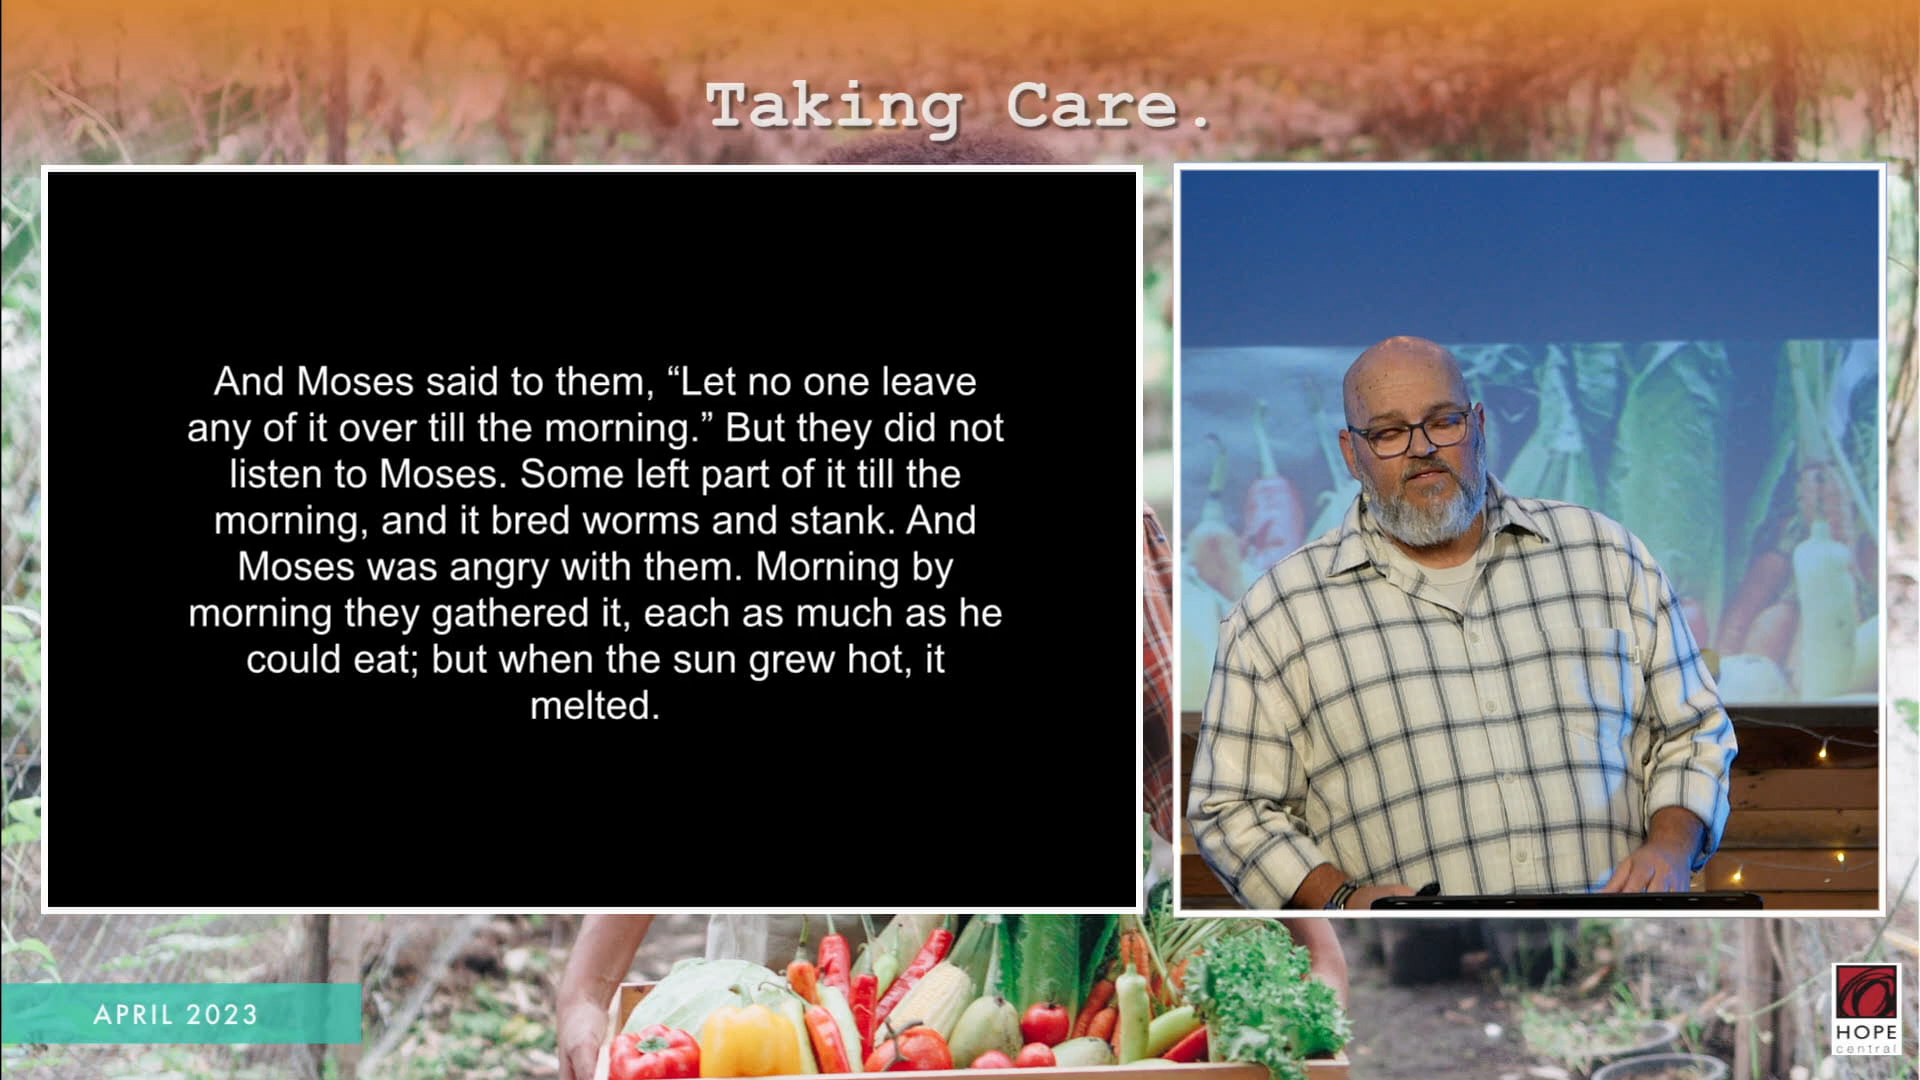 Taking Care.
And Moses said to them, “Let no one leave
any of it over till the morning.” But they did not
listen to Moses. Some left part of it till the
morning, and it bred worms and stank. And
Moses was angry with them. Morning by
morning they gathered it, each as much as he
could eat; but when the sun grew hot, it
melted.
APRIL 2023
HOPE
central